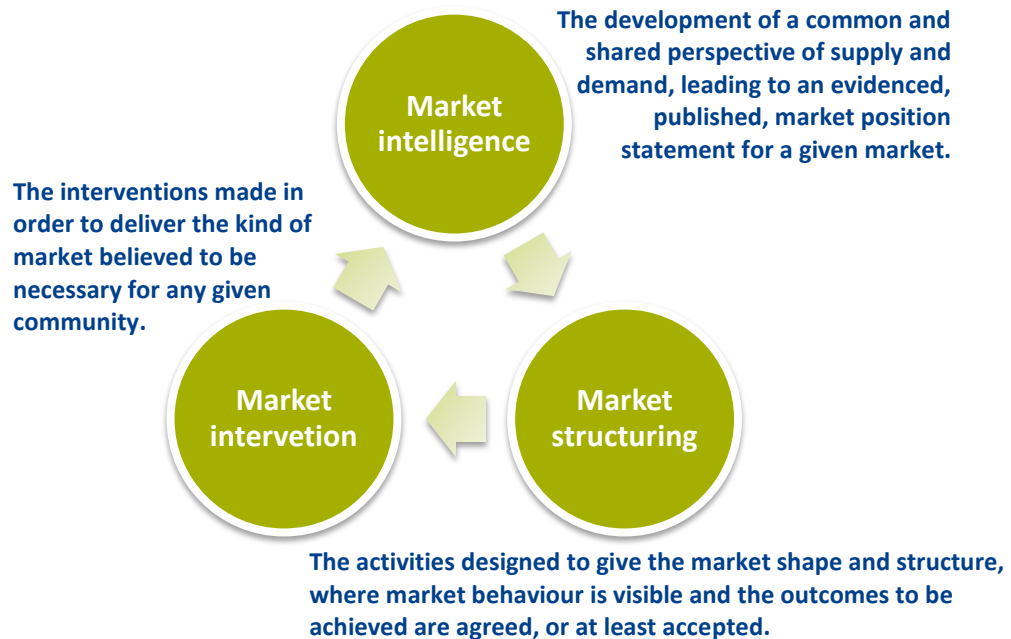 The development of a common and
shared perspective of supply and
demand, leading to an evidenced,
published, market position
statement for a given market.
Market
intelligence
The interventions made in
order to deliver the kind of
market believed to be
necessary for any given
community.
Market
intervetion
Market
structuring
The activities designed to give the market shape and structure,
where market behaviour is visible and the outcomes to be
achieved are agreed, or at least accepted.